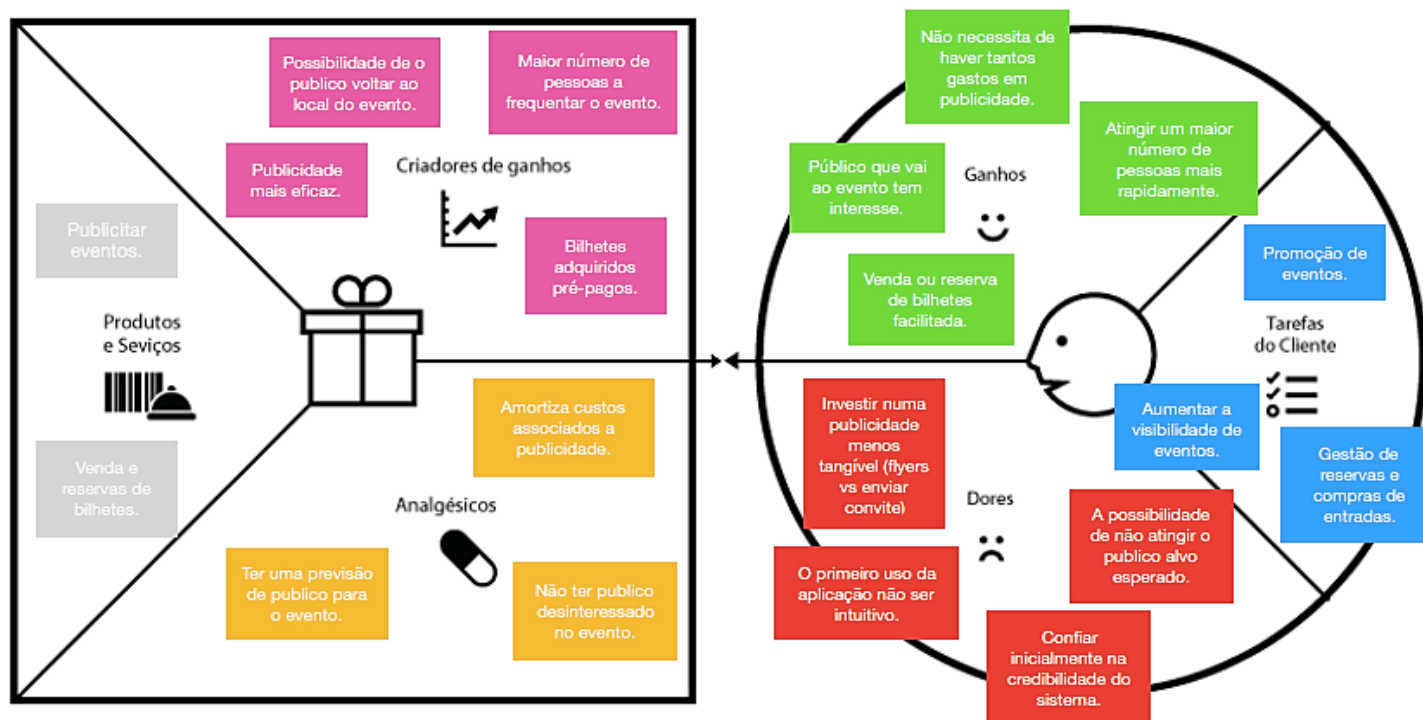 Possibilidade de o
publico voltar ao
local do evento.
Maior número de
pessoas a
frequentar o evento.
Publicidade
mais eficaz.
Criadores de ganhos
Bilhetes
adquiridos
pré-pagos.
Publicitar
eventos.
Produtos
e Seviços
Venda e
reservas de
bilhetes.
Amortiza custos
associados a
publicidade.
Analgésicos
Ter uma previsão
de publico para
o evento.
Não ter publico
desinteressado
no evento.
Não necessita de
haver tantos
gastos em
publicidade.
Atingir um maior
número de
pessoas mais
rapidamente.
Público que vai
ao evento tem
interesse.
Ganhos
Venda ou reserva
de bilhetes
facilitada.
Promoção de
eventos.
Tarefas
do Cliente
Aumentar a
visibilidade de
eventos.
Gestão de
reservas e
compras de
entradas.
Investir numa
publicidade
menos
tangível (flyers
vs enviar
convite)
Dores
A possibilidade
de não atingir o
publico alvo
esperado.
O primeiro uso da
aplicação não ser
intuitivo.
Confiar
inicialmente na
credibilidade do
sistema.